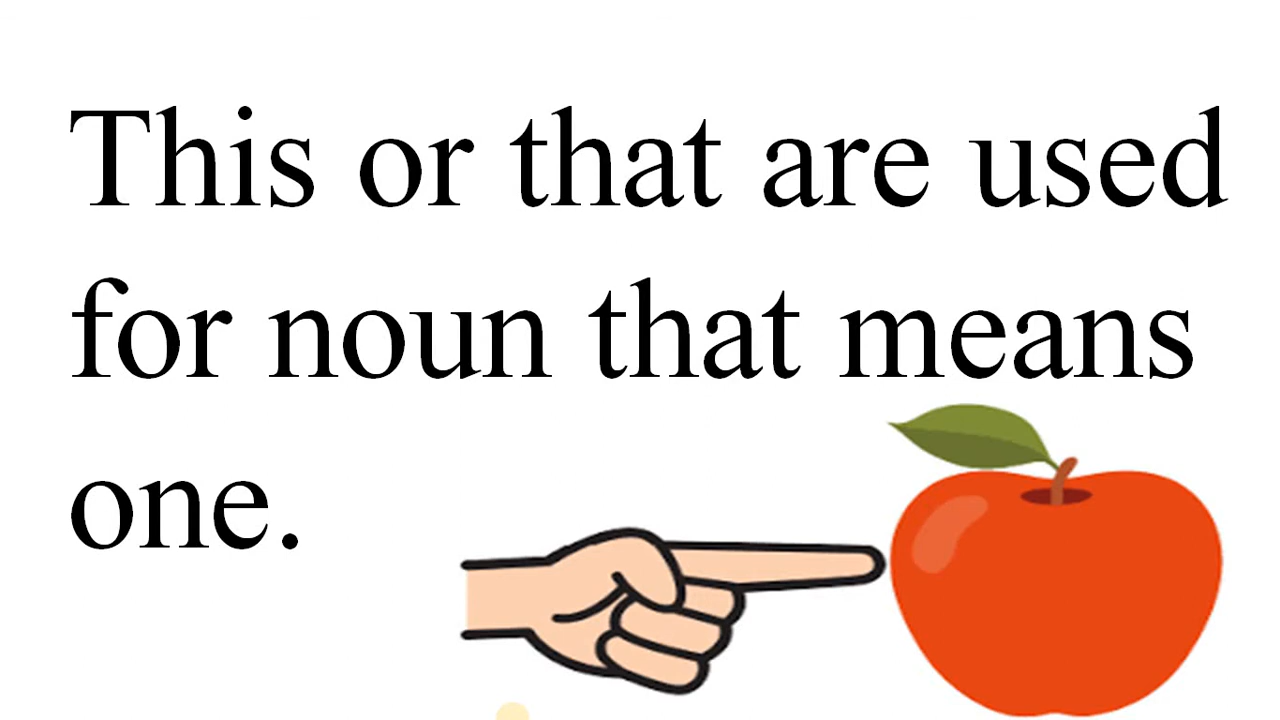 This or that are used
for noun that means
one.